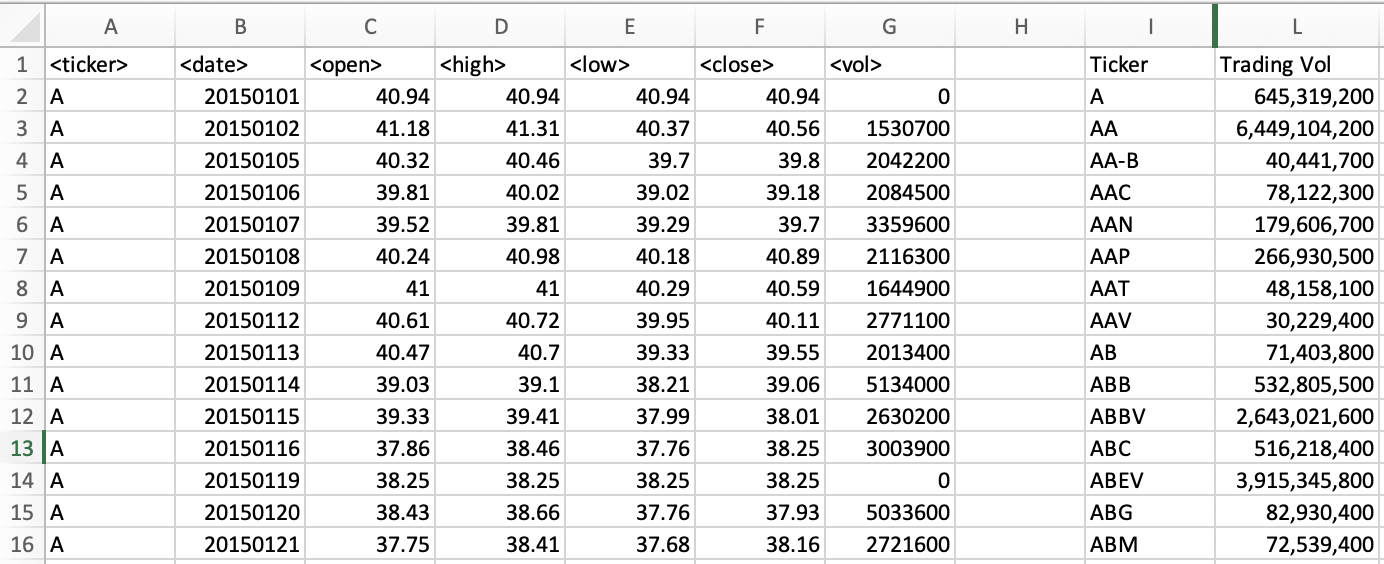 A B C D E F G H I L
1 <ticker> <date> <open> <high> <low> <close> <vol> Ticker Trading Vol
2 A 20150101 40.94 40.94 40.94 40.94 0 A 645,319,200
3 A 20150102 41.18 41.31 40.37 40.56 1530700 AA 6,449,104,200
4 A 20150105 40.32 40.46 39.7 39.8 2042200 AA-B 40,441,700
5 A 20150106 39.81 40.02 39.02 39.18 2084500 AAC 78,122,300
6 A 20150107 39.52 39.81 39.29 39.7 3359600 AAN 179,606,700
7 A 20150108 40.24 40.98 40.18 40.89 2116300 AAP 266,930,500
8 A 20150109 41 41 40.29 40.59 1644900 AAT 48,158,100
9 A 20150112 40.61 40.72 39.95 40.11 2771100 AAV 30,229,400
10 A 20150113 40.47 40.7 39.33 39.55 2013400 AB 71,403,800
11 A 20150114 39.03 39.1 38.21 39.06 5134000 ABB 532,805,500
12 A 20150115 39.33 39.41 37.99 38.01 2630200 ABBV 2,643,021,600
13 A 20150116 37.86 38.46 37.76 38.25 3003900 ABC 516,218,400
14 A 20150119 38.25 38.25 38.25 38.25 0 ABEV 3,915,345,800
15 A 20150120 38.43 38.66 37.76 37.93 5033600 ABG 82,930,400
16 A 20150121 37.75 38.41 37.68 38.16 2721600 ABM 72,539,400